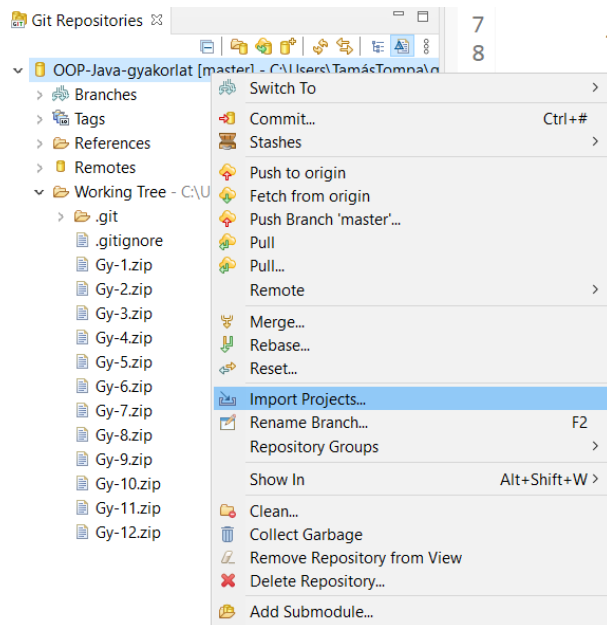 Git Repositories
7
8
OOP-Java-gyakorlat [master] - C:\Users\TamásTompa\g
Branches
Tags
References
Remotes
Working Tree - C:\U
.git
.gitignore
Gy-1.zip
Gy-2.zip
Gy-3.zip
Gy-4.zip
Gy-5.zip
Gy-6.zip
Gy-7.zip
Gy-8.zip
Gy-9.zip
Gy-10.zip
Gy-11.zip
Gy-12.zip
Switch To
Commit... Ctrl+#
Stashes
Push to origin
Fetch from origin
Push Branch 'master'...
Pull
Pull...
Remote
Merge...
Rebase...
Reset...
Import Projects...
Rename Branch... F2
Repository Groups
Show In Alt+Shift+W
Clean...
Collect Garbage
Remove Repository from View
Delete Repository...
Add Submodule...